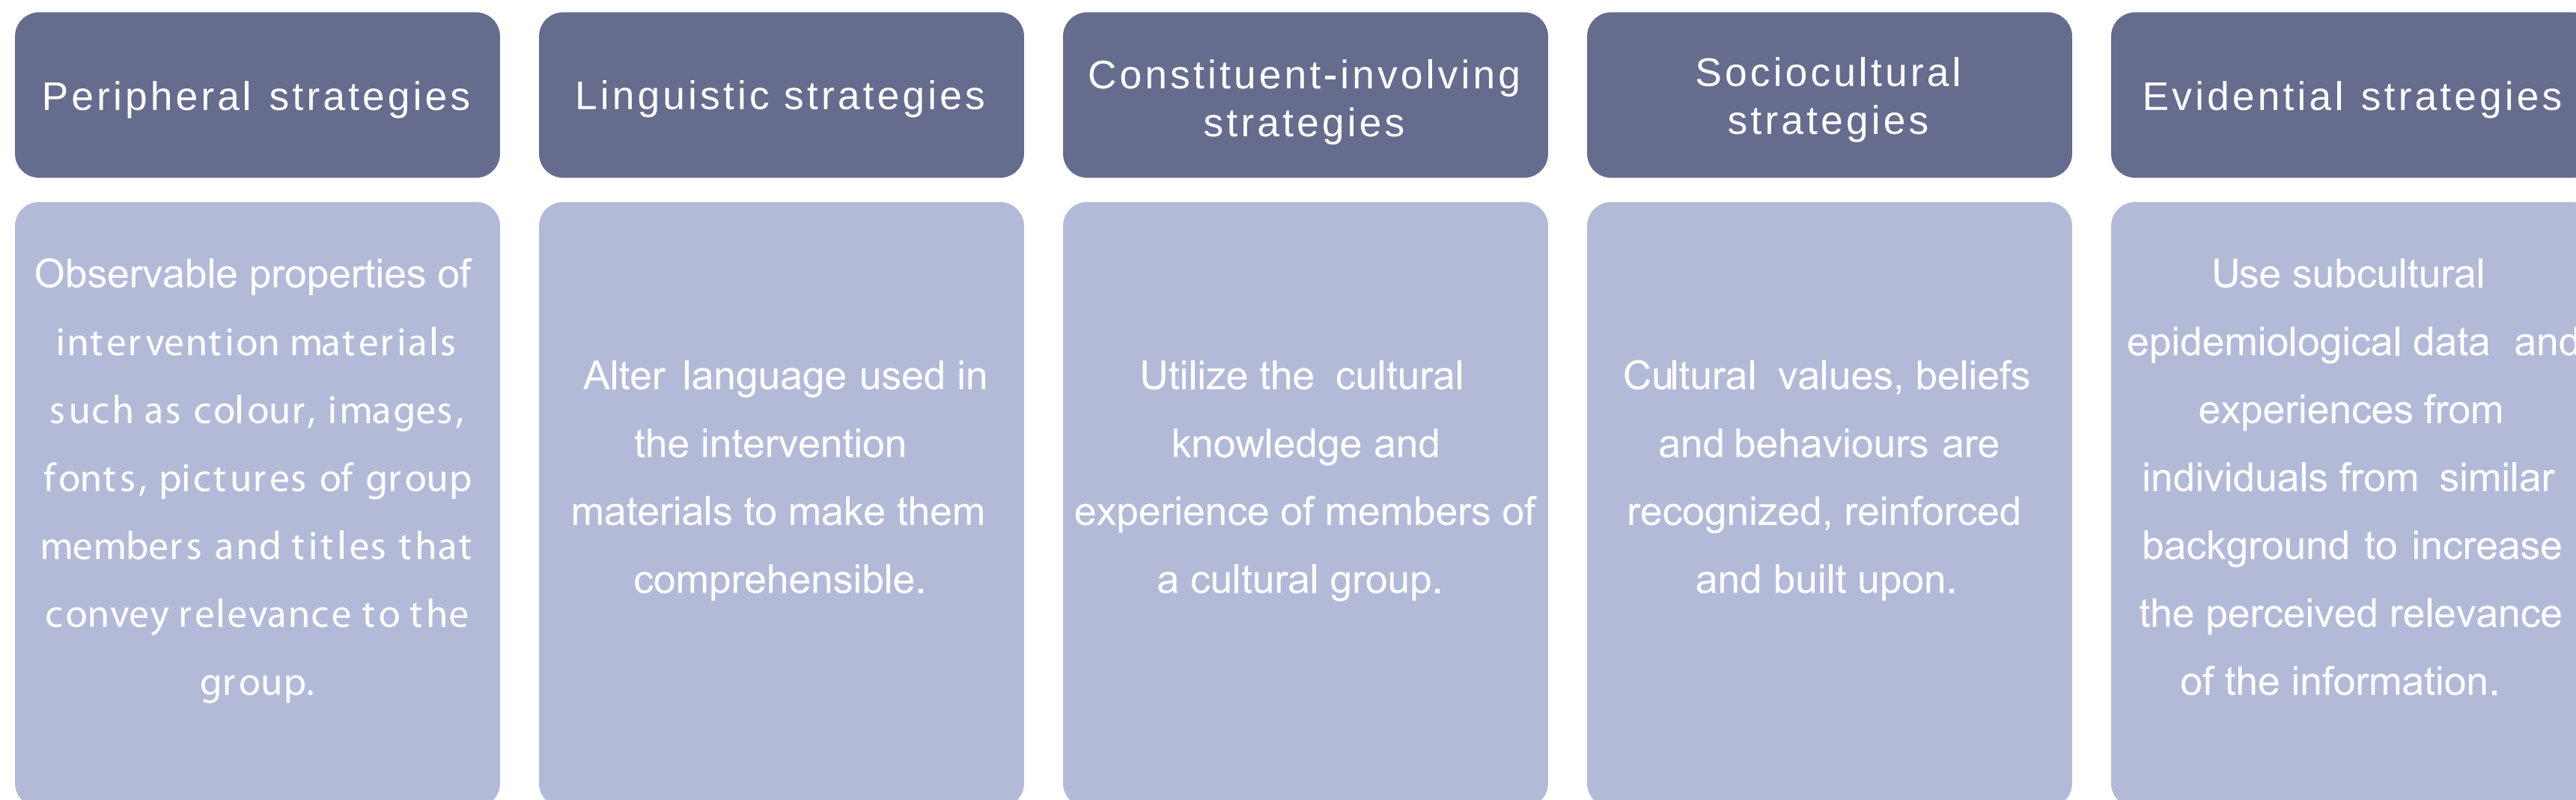 Peripheral strategies
Observable properties of
intervention materials
such as colour, images,
fonts, pictures of group
members and titles that
convey relevance to the
group.
Linguistic strategies
Alter language used in
the intervention
materials to make them
comprehensible.
Constituent-involving
strategies
Utilize the cultural
knowledge and
experience of members of
a cultural group.
Sociocultural
strategies
Cultural values, beliefs
and behaviours are
recognized, reinforced
and built upon.
Evidential strategies
Use subcultural
epidemiological data and
experiences from
individuals from similar
background to increase
the perceived relevance
of the information.